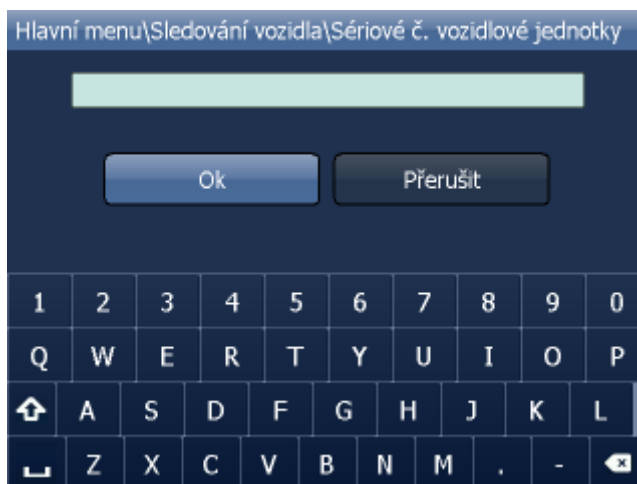 Hlavní menu\Sledování vozidla\Sériové č. vozidlové jednotky
Ok Přerušit
1 2 3 4 5 6 7 8 9 0
Q W E R T Y U I O P
A S D F G H J K L
Z X C V B N M . -